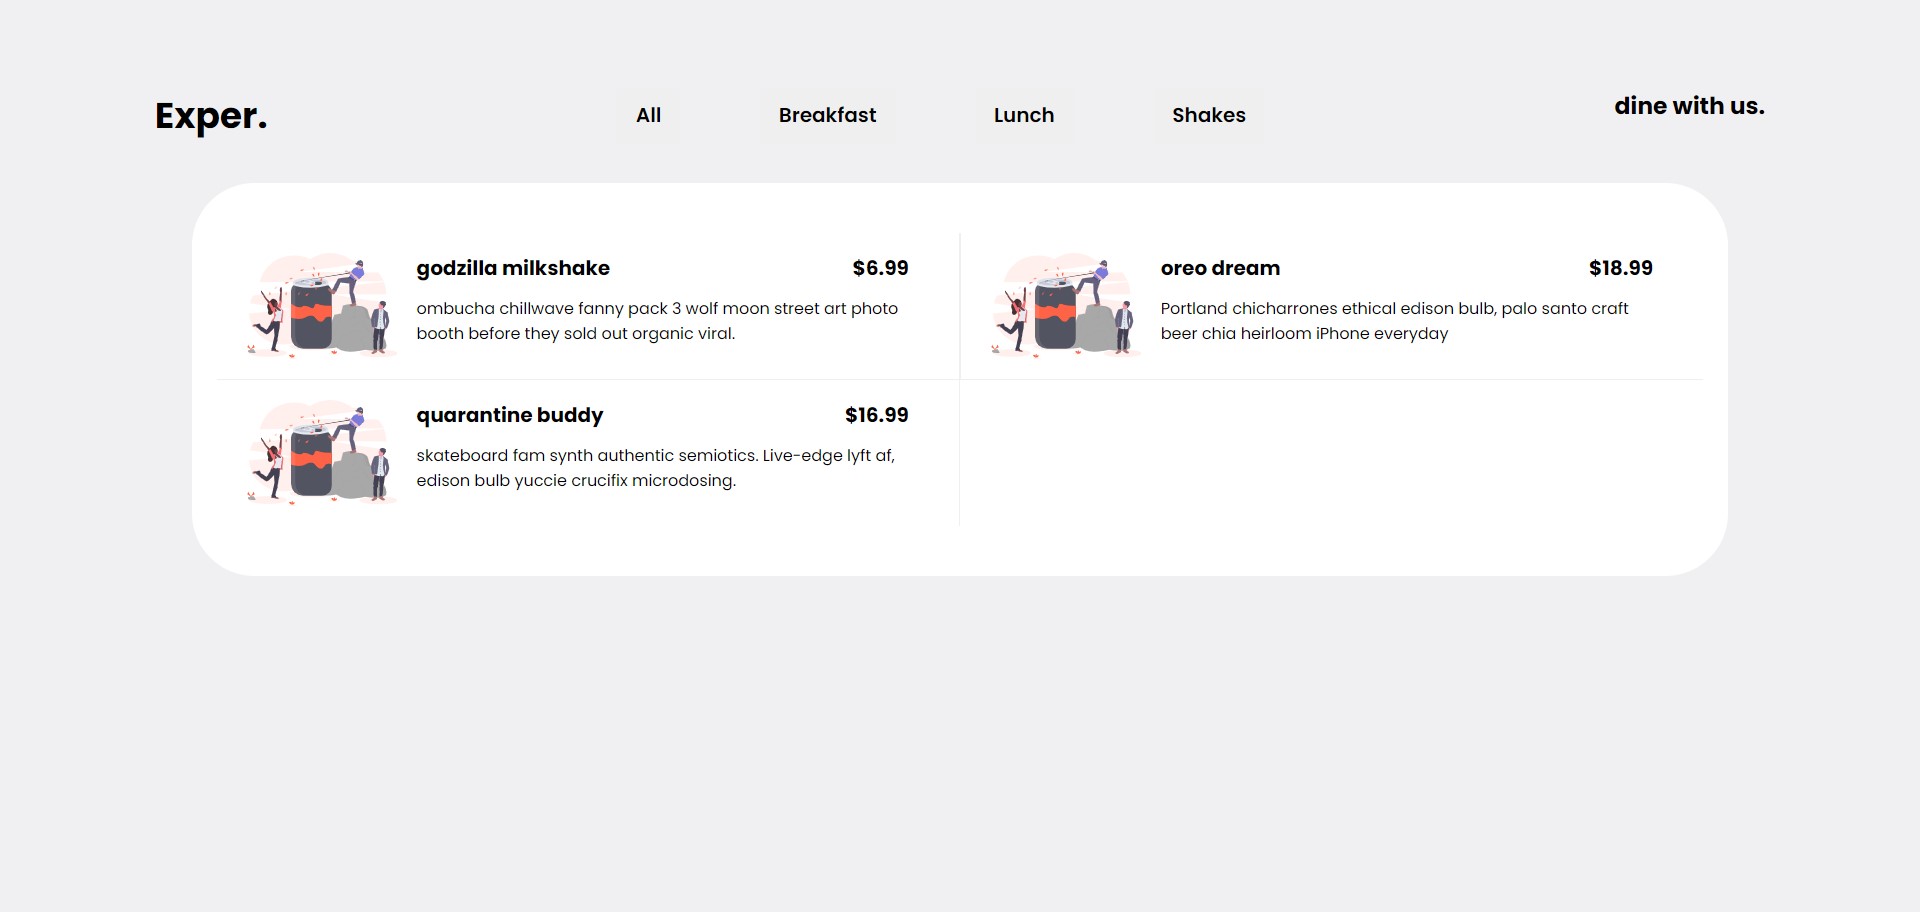 Exper.
All
Breakfast
Lunch
Shakes
dine with us.
godzilla milkshake
$6.99
ombucha chillwave fanny pack 3 wolf moon street art photo
booth before they sold out organic viral.
oreo dream
$18.99
Portland chicharrones ethical edison bulb, palo santo craft
beer chia heirloom iPhone everyday
quarantine buddy
$16.99
skateboard fam synth authentic semiotics. Live-edge lyft af,
edison bulb yuccie crucifix microdosing.